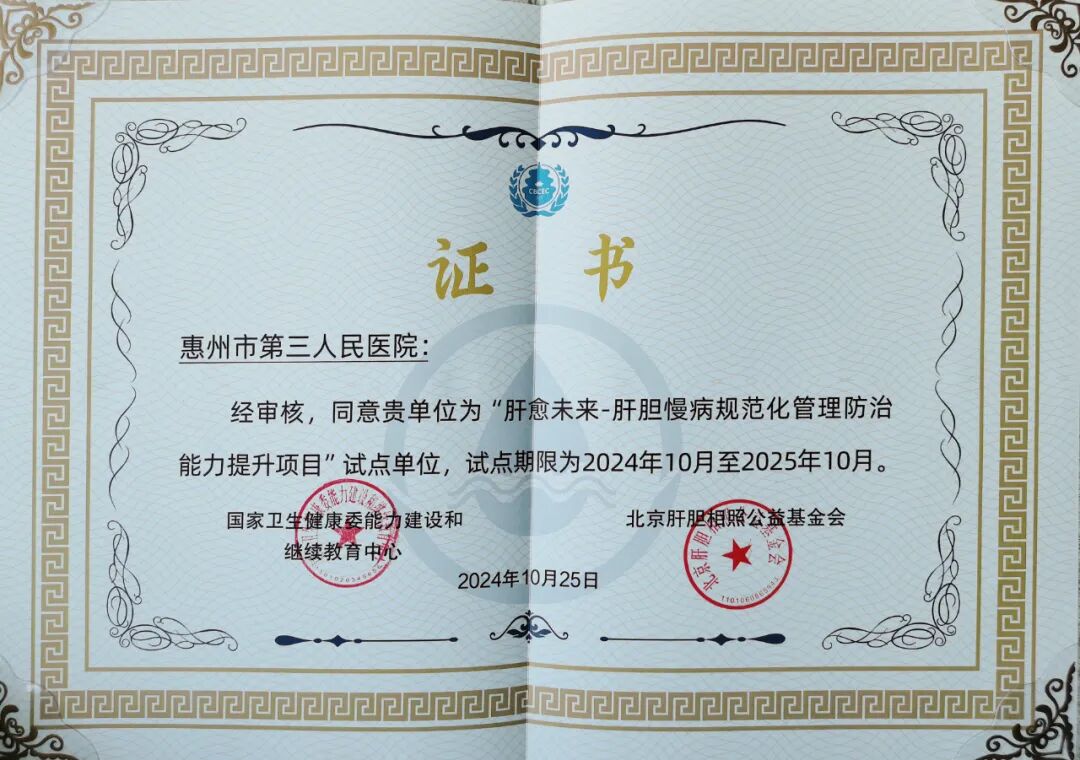 CBCEC
证书
惠州市第三人民医院：
经审核，同意贵单位为“肝愈未来-肝胆慢病规范化管理防治
能力提升项目”试点单位，试点期限为2024年10月至2025年10月。
国家卫生健康委能力建设和
继续教育中心
北京肝胆相照公益基金会
2024年10月25日